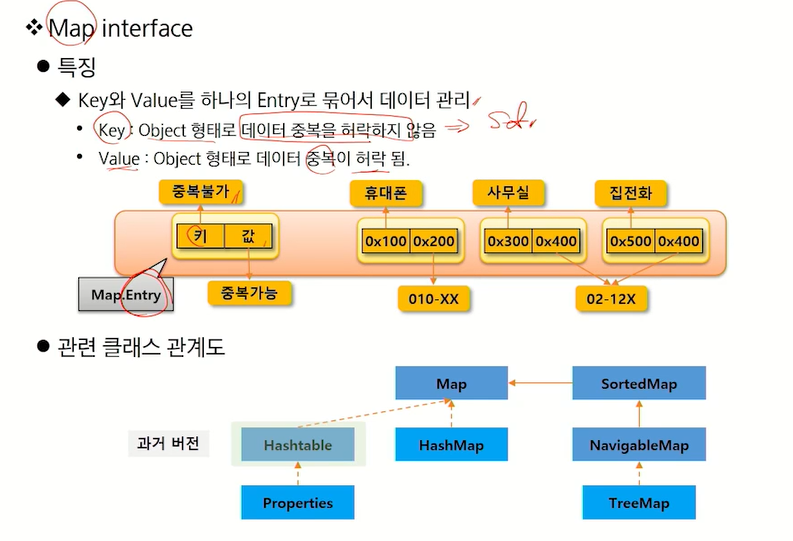 ❖ Map interface
● 특징
◆ Key와 Value를 하나의 Entry로 묶어서 데이터 관리
• Key : Object 형태로 데이터 중복을 허락하지 않음 ⇒
• Value : Object 형태로 데이터 중복이 허락 됨.
중복불가 휴대폰 사무실 집전화
키 값 0x100 0x200 0x300 0x400 0x500 0x400
Map.Entry 중복가능 010-XX 02-12X
● 관련 클래스 관계도
Map SortedMap
과거 버전 Hashtable HashMap NavigableMap
Properties TreeMap